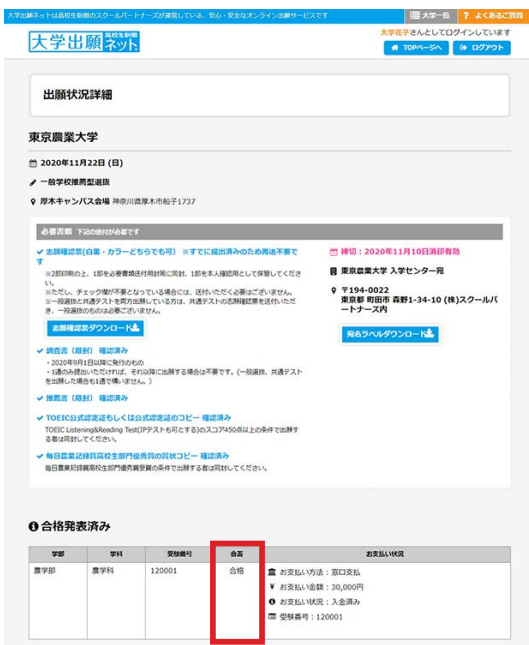 大学出願ネットは高校生新聞のスクールパートナーズが運営している、安心・安全なオンライン出願サービスです
大学一覧
? よくあるご質問
大学出願ネット
高校生新聞
大学花子さんとしてログインしています
TOPページへ
ログアウト
出願状況詳細
東京農業大学
2020年11月22日 (日)
一般学校推薦型選抜
厚木キャンパス会場 神奈川県厚木市船子1737
必要書類 下記の送付が必要です
志願確認票(白黒・カラーどちらでも可) ※すでに提出済みのため再送不要で
す
※2部印刷の上、1部を必要書類送付用封筒に同封、1部を本人確認用として保管してくださ
い。
※ただし、チェック欄が不要となっている場合には、送付いただく必要はございません。
※一般選抜と共通テストを両方出願している方は、共通テストの志願確認票を送付いただ
き、一般選抜のものは必要ございません。
志願確認票ダウンロード
調査書（厳封） 確認済み
・2020年9月1日以降に発行のもの
・1通のみ提出いただければ、それ以降に出願する場合は不要です。(一般選抜、共通テスト
を出願した場合も1通で構いません。)
推薦書（厳封） 確認済み
TOEIC公式認定証もしくは公式認定証のコピー 確認済み
TOEIC Listening&Reading Test(IPテストも可とする)のスコア450点以上の条件で出願す
る者は同封してください。
毎日農業記録賞高校生部門優秀賞の賞状コピー 確認済み
毎日農業記録賞高校生部門優秀賞受賞の条件で出願する者は同封してください。
締切：2020年11月10日消印有効
東京農業大学 入学センター宛
〒194-0022
東京都 町田市 森野1-34-10 (株)スクールパ
ートナーズ内
宛名ラベルダウンロード
合格発表済み
学部 学科 受験番号 合否 お支払い状況
農学部 農学科 120001 合格
お支払い方法：窓口支払
¥ お支払い金額：30,000円
お支払い状況：入金済み
受験番号：120001